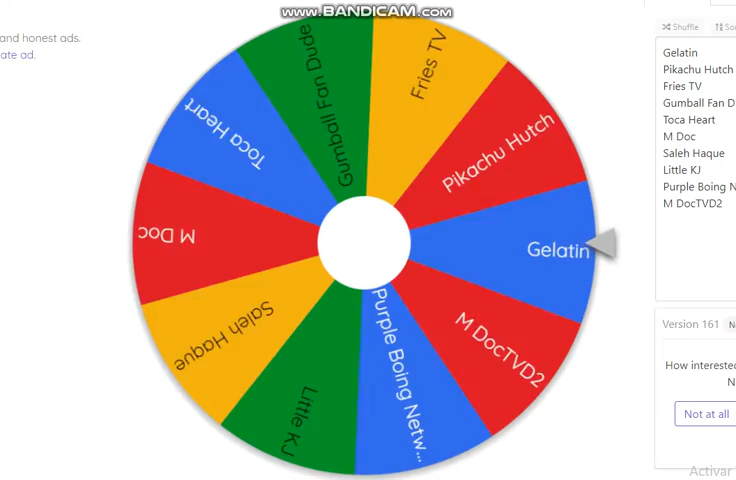 www.BANDICAM.com
and honest ads.
ate ad.
Shuffle
Gelatin
Pikachu Hutch
Fries TV
Gumball Fan D
Toca Heart
M Doc
Saleh Haque
Little KJ
Purple Boing N
M DocTVD2
Gumball Fan Dude
Fries TV
Pikachu Hutch
Gelatin
M DocTVD2
Purple Boing Netw...
Little KJ
Saleh Haque
M Doc
Toca Heart
Version 161
How interested
N
Not at all
Activar